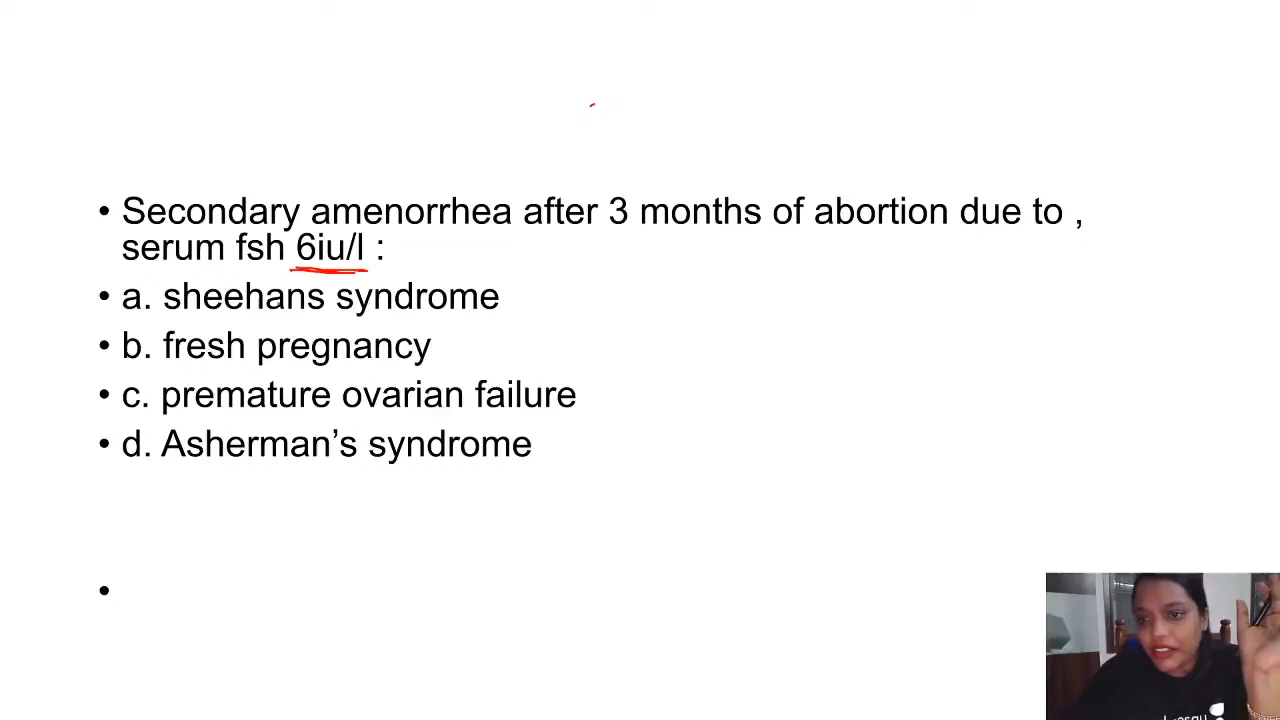 • Secondary amenorrhea after 3 months of abortion due to ,
serum fsh 6iu/l :
• a. sheehans syndrome
• b. fresh pregnancy
• c. premature ovarian failure
• d. Asherman’s syndrome
•